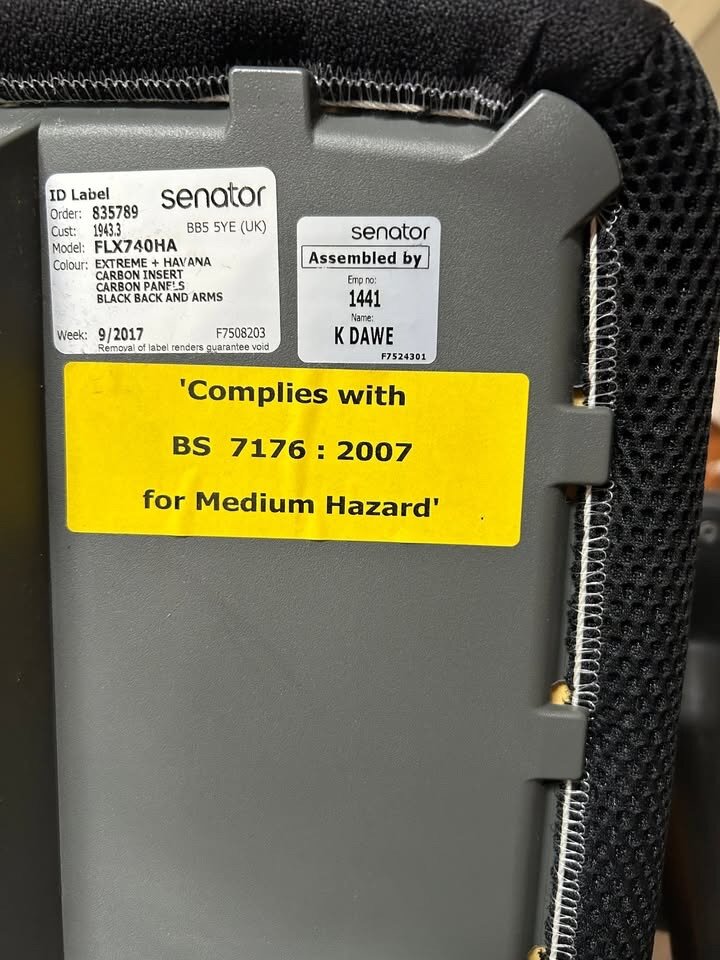 ID Label senator
Order: 835789
Cust: 1943.3 BB5 5YE (UK)
Model: FLX740HA
Colour: EXTREME + HAVANA
CARBON INSERT
CARBON PANELS
BLACK BACK AND ARMS
Week: 9/2017 F7508203
Removal of label renders guarantee void
senator
Assembled by
Emp no:
1441
Name:
K DAWE
F7524301
'Complies with
BS 7176 : 2007
for Medium Hazard'